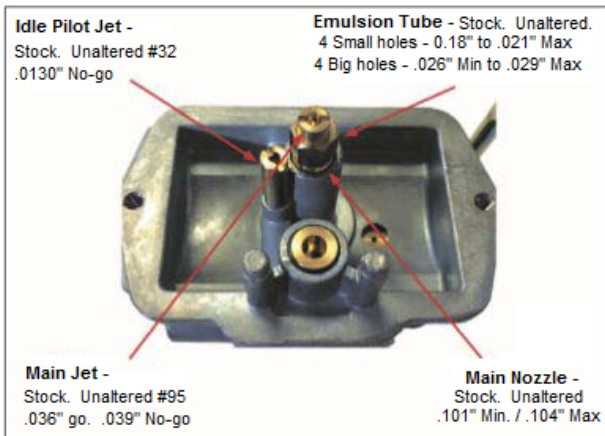 Idle Pilot Jet -
Stock. Unaltered #32
.0130" No-go
Emulsion Tube - Stock. Unaltered.
4 Small holes - 0.18" to .021" Max
4 Big holes - .026" Min to .029" Max
Main Jet -
Stock. Unaltered #95
.036" go. .039" No-go
Main Nozzle -
Stock. Unaltered
.101" Min. / .104" Max